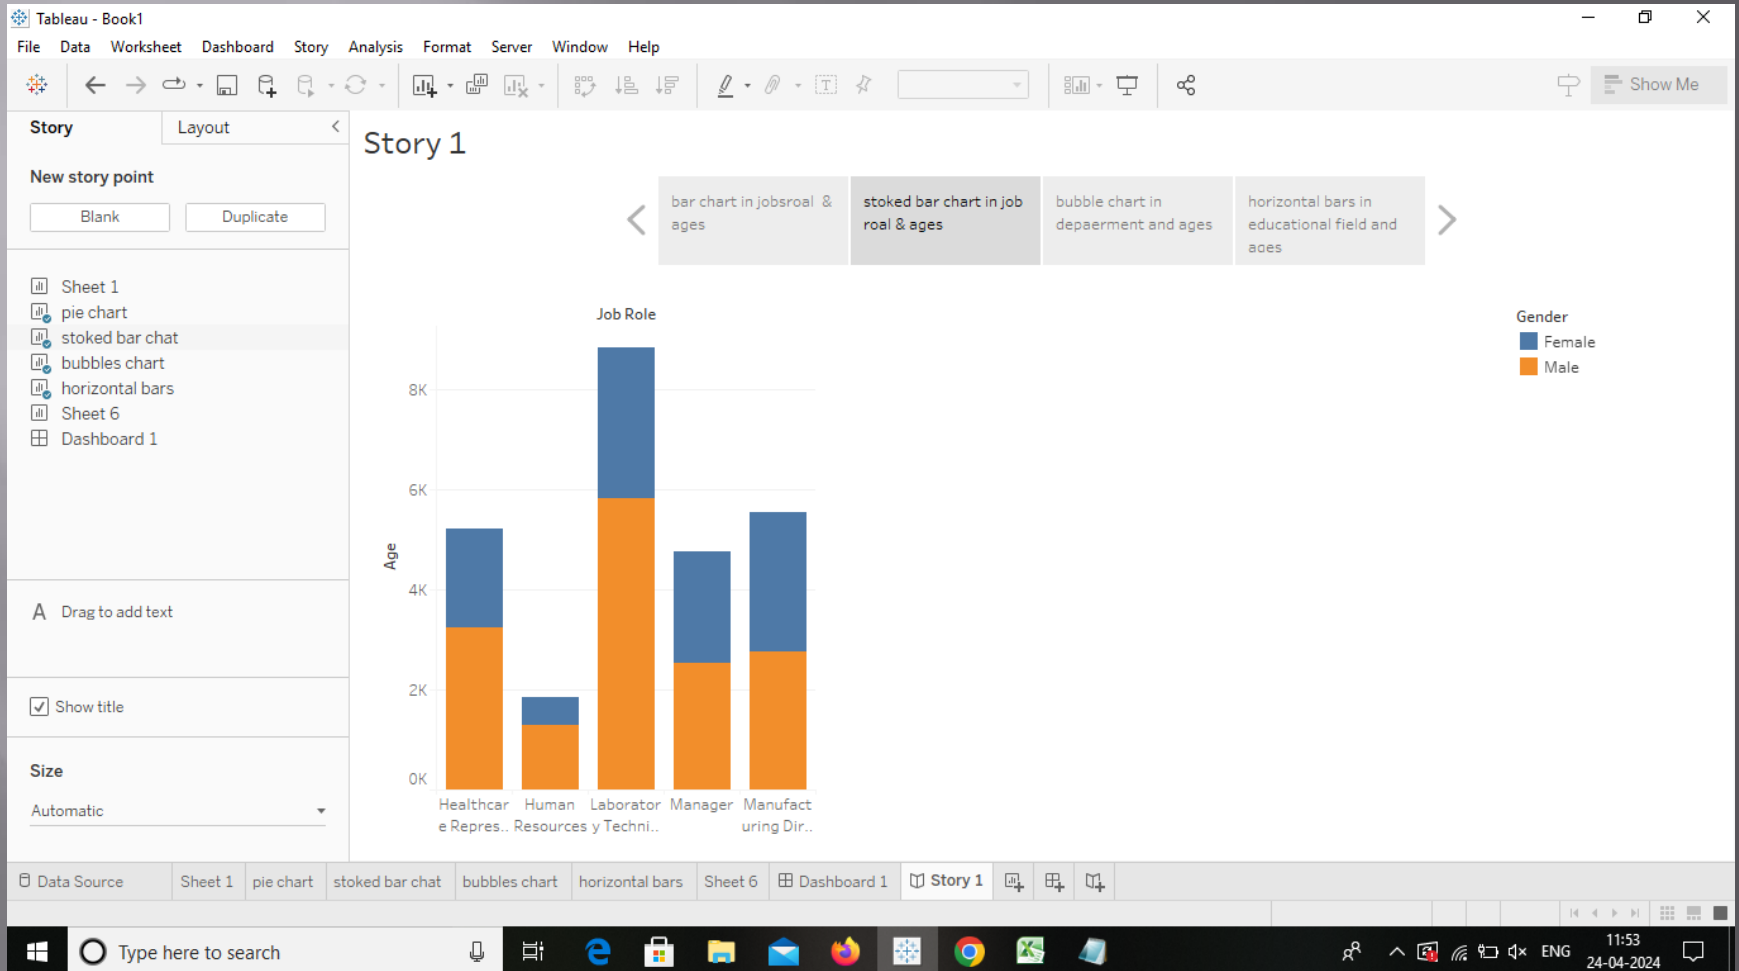 Tableau - Book1
File Data Worksheet Dashboard Story Analysis Format Server Window Help
Show Me
Story Layout
New story point
Blank Duplicate
Sheet 1
pie chart
stoked bar chat
bubbles chart
horizontal bars
Sheet 6
Dashboard 1
A Drag to add text
Show title
Size
Automatic
Story 1
bar chart in jobsroal &
ages
stoked bar chart in job
roal & ages
bubble chart in
depaerment and ages
horizontal bars in
educational field and
ages
Job Role
8K
6K
4K
2K
0K
Age
Healthcar
e Repres..
Human
Resources
Laborator
y Techni..
Manager
Manufact
uring Dir..
Gender
Female
Male
Data Source Sheet 1 pie chart stoked bar chat bubbles chart horizontal bars Sheet 6 Dashboard 1 Story 1
Type here to search
ENG
11:53
24-04-2024